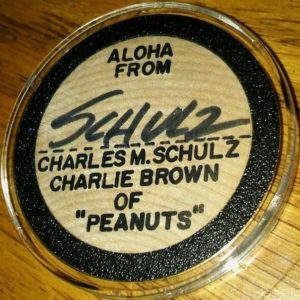 ALOHA
FROM
SCHULZ
CHARLES M. SCHULZ
CHARLIE BROWN
OF
"PEANUTS"